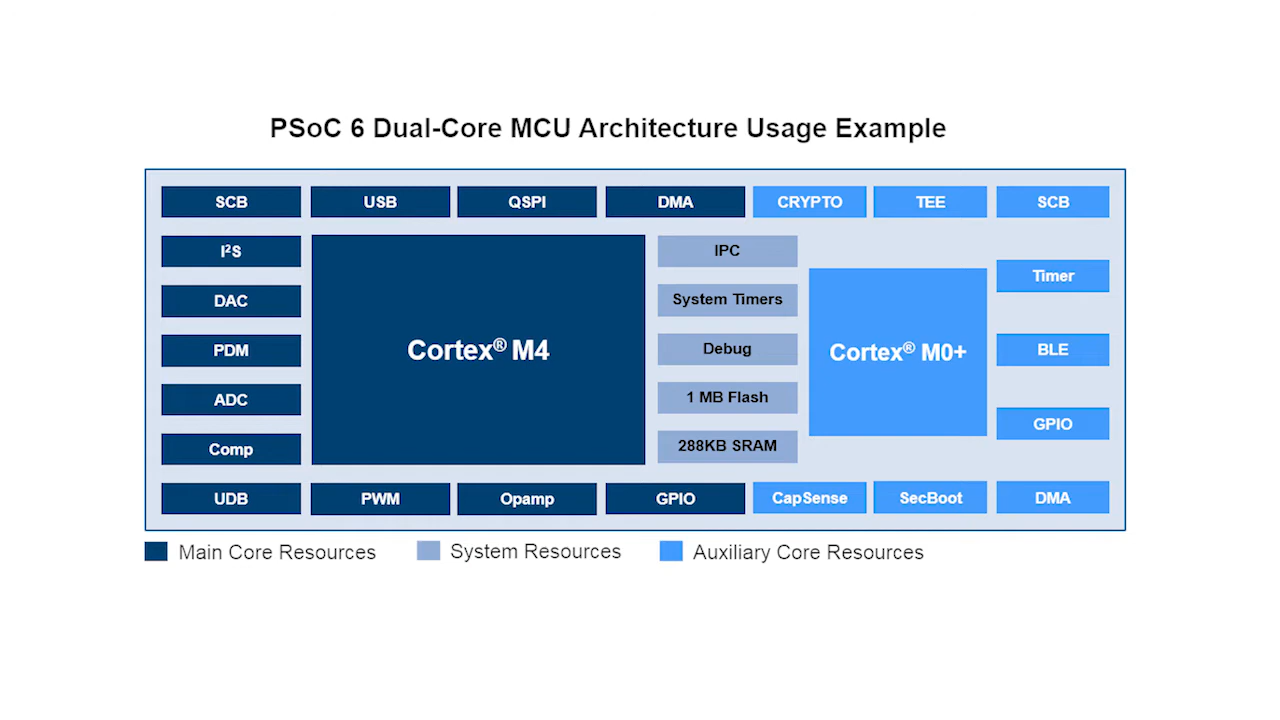 PSoC 6 Dual-Core MCU Architecture Usage Example
SCB
USB
QSPI
DMA
CRYPTO
TEE
SCB
I²S
DAC
PDM
ADC
Comp
Cortex® M4
IPC
System Timers
Debug
1 MB Flash
288KB SRAM
Cortex® M0+
Timer
BLE
GPIO
UDB
PWM
Opamp
GPIO
CapSense
SecBoot
DMA
Main Core Resources
System Resources
Auxiliary Core Resources